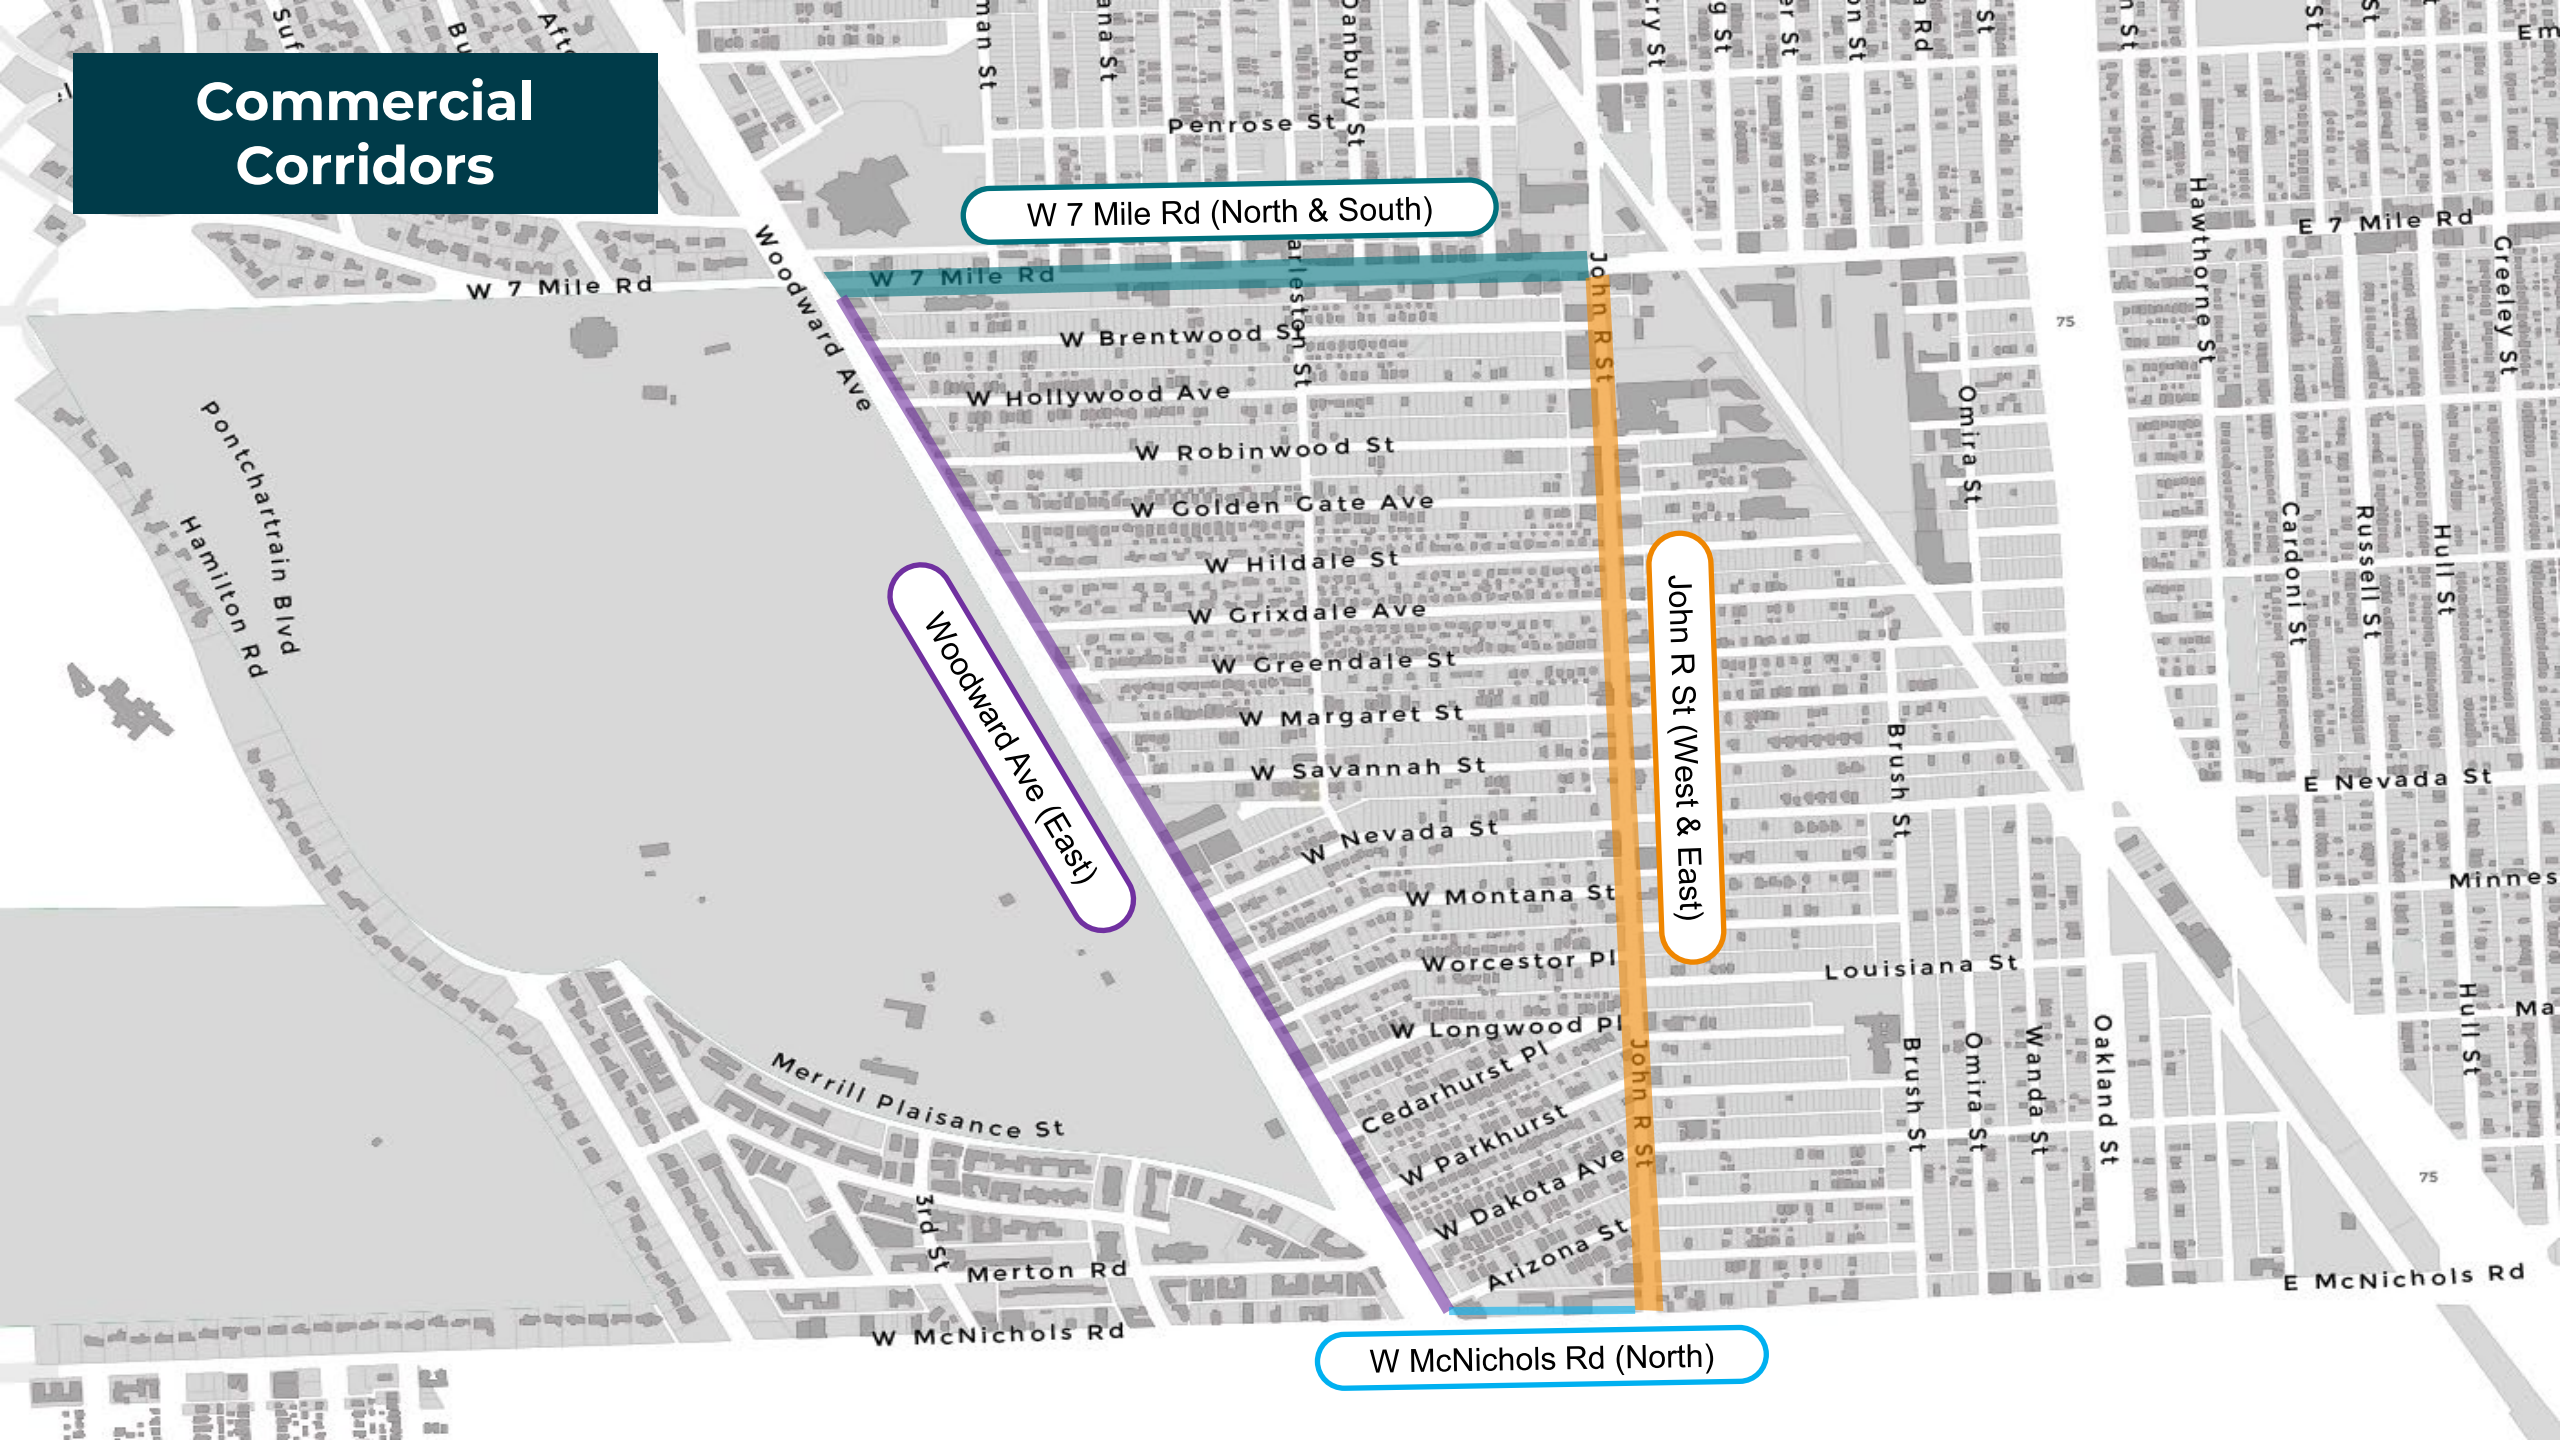 Commercial
Corridors
Penrose St
Danbury St
W 7 Mile Rd (North & South)
W 7 Mile Rd
W 7 Mile Rd
E 7 Mile Rd
Woodward Ave
John R St
Hawthorne St
Greeley St
75
W Brentwood St
W Hollywood Ave
W Robinwood St
W Golden Gate Ave
W Hildale St
W Grixdale Ave
W Greendale St
W Margaret St
W Savannah St
W Nevada St
W Montana St
Worcestor Pl
W Longwood Pl
Cedarhurst Pl
W Parkhurst
W Dakota Ave
Arizona St
Pontchartrain Blvd
Hamilton Rd
Woodward Ave (East)
John R St (West & East)
Omira St
Cardoni St
Russell St
Hull St
Brush St
E Nevada St
Minnes
Louisiana St
John R St
Brush St
Omira St
Wanda St
Oakland St
Hull St
Ma
Merrill Plaisance St
3rd St
Merton Rd
75
E McNichols Rd
W McNichols Rd
W McNichols Rd (North)